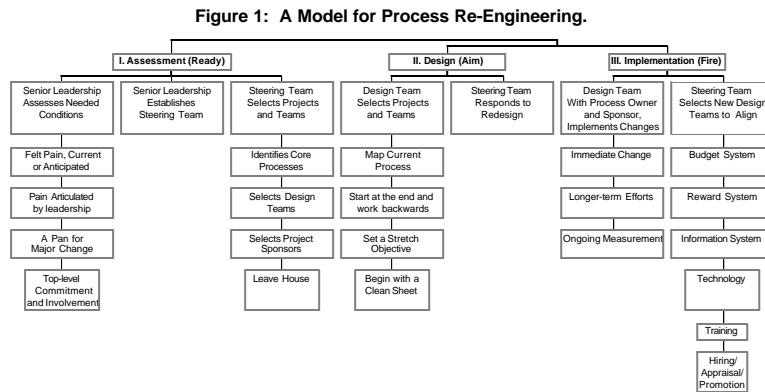 Figure 1: A Model for Process Re-Engineering.
I. Assessment (Ready)
II. Design (Aim)
III. Implementation (Fire)
Senior Leadership
Assesses Needed
Conditions
Senior Leadership
Establishes
Steering Team
Steering Team
Selects Projects
and Teams
Design Team
Selects Projects
and Teams
Steering Team
Responds to
Redesign
Design Team
With Process Owner
and Sponsor,
Implements Changes
Steering Team
Selects New Design
Teams to Align
Felt Pain, Current
or Anticipated
Pain Articulated
by leadership
A Pan for
Major Change
Top-level
Commitment
and Involvement
Identifies Core
Processes
Selects Design
Teams
Selects Project
Sponsors
Leave House
Map Current
Process
Start at the end and
work backwards
Set a Stretch
Objective
Begin with a
Clean Sheet
Immediate Change
Longer-term Efforts
Ongoing Measurement
Budget System
Reward System
Information System
Technology
Training
Hiring/
Appraisal/
Promotion